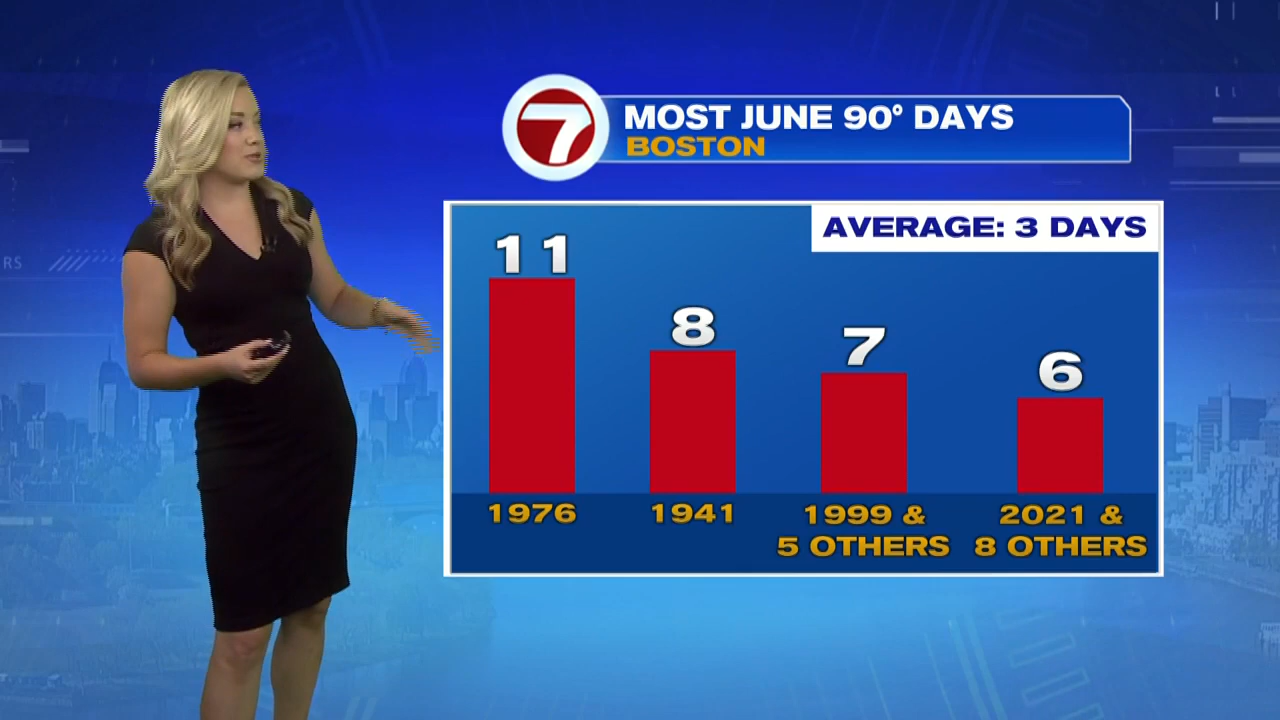 7
MOST JUNE 90° DAYS
BOSTON
AVERAGE: 3 DAYS
11
8
7
6
1976
1941
1999 &
5 OTHERS
2021 &
8 OTHERS
RS